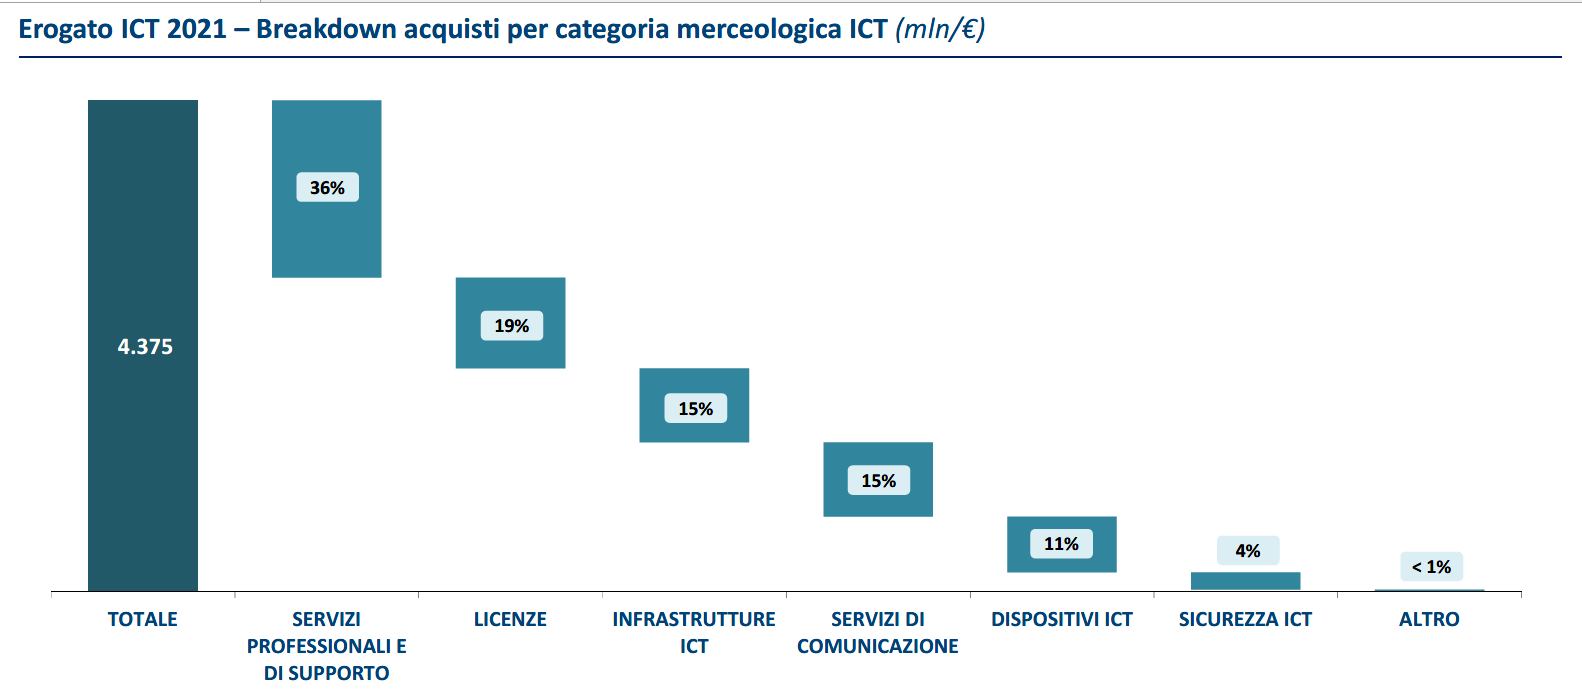 Erogato ICT 2021 – Breakdown acquisti per categoria merceologica ICT (mln/€)
36%
19%
4.375
15%
15%
11%
4%
< 1%
TOTALE
SERVIZI
PROFESSIONALI E
DI SUPPORTO
LICENZE
INFRASTRUTTURE
ICT
SERVIZI DI
COMUNICAZIONE
DISPOSITIVI ICT
SICUREZZA ICT
ALTRO